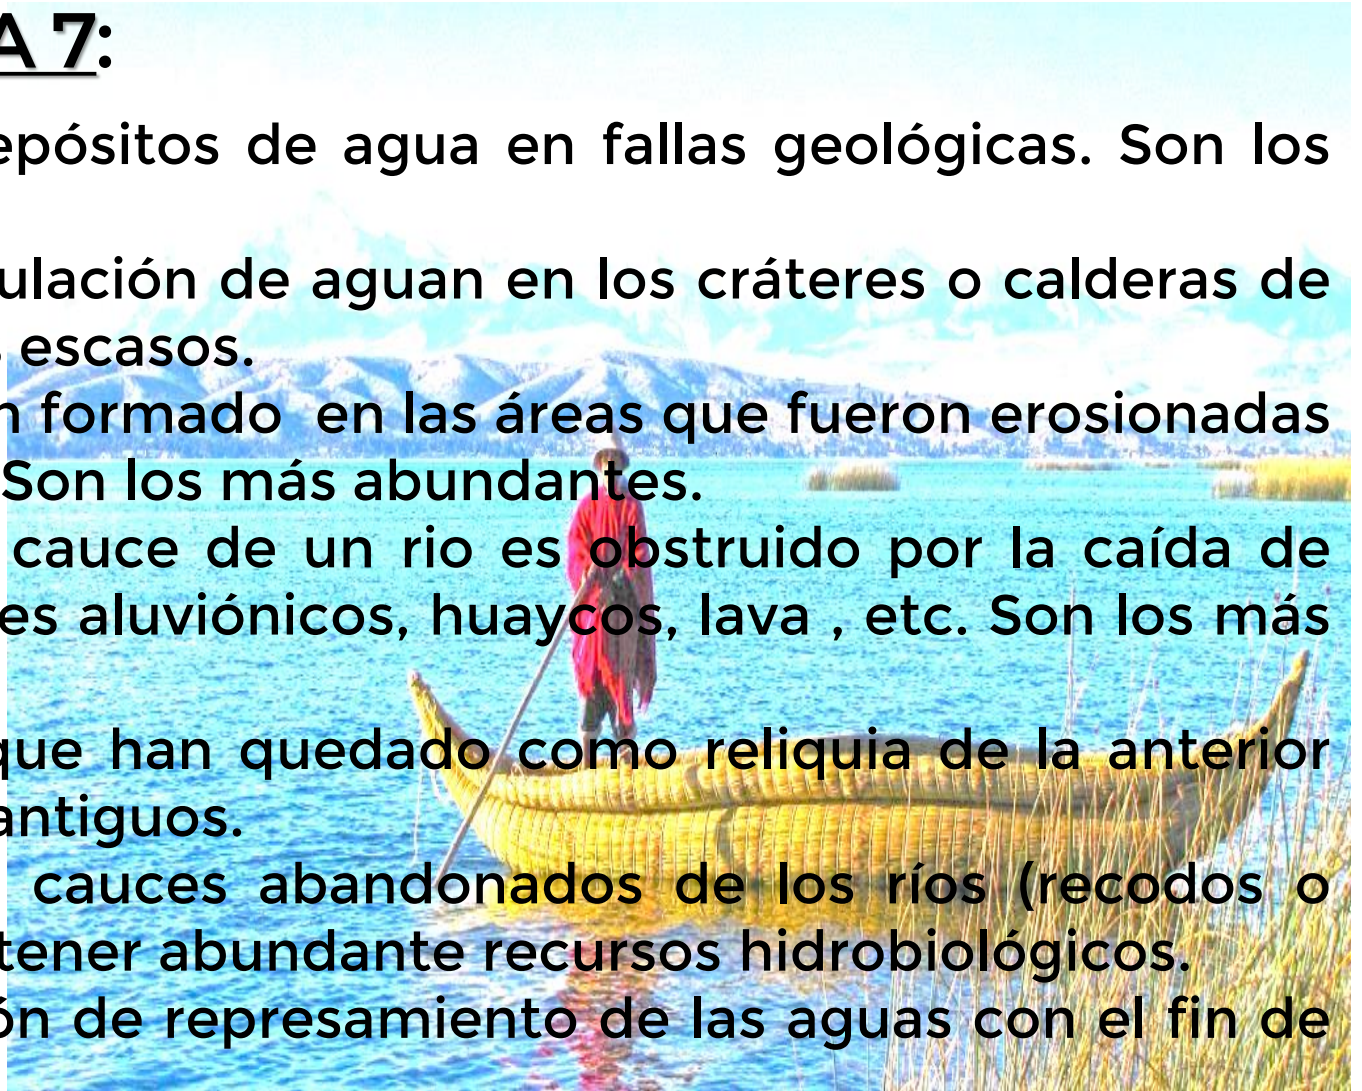 A 7:
epósitos de agua en fallas geológicas. Son los
ulación de aguan en los cráteres o calderas de
escasos.
n formado en las áreas que fueron erosionadas
Son los más abundantes.
cauce de un rio es obstruido por la caída de
es aluviónicos, huaycos, lava , etc. Son los más
que han quedado como reliquia de la anterior
antiguos.
cauces abandonados de los ríos (recodos o
tener abundante recursos hidrobiológicos.
ón de represamiento de las aguas con el fin de